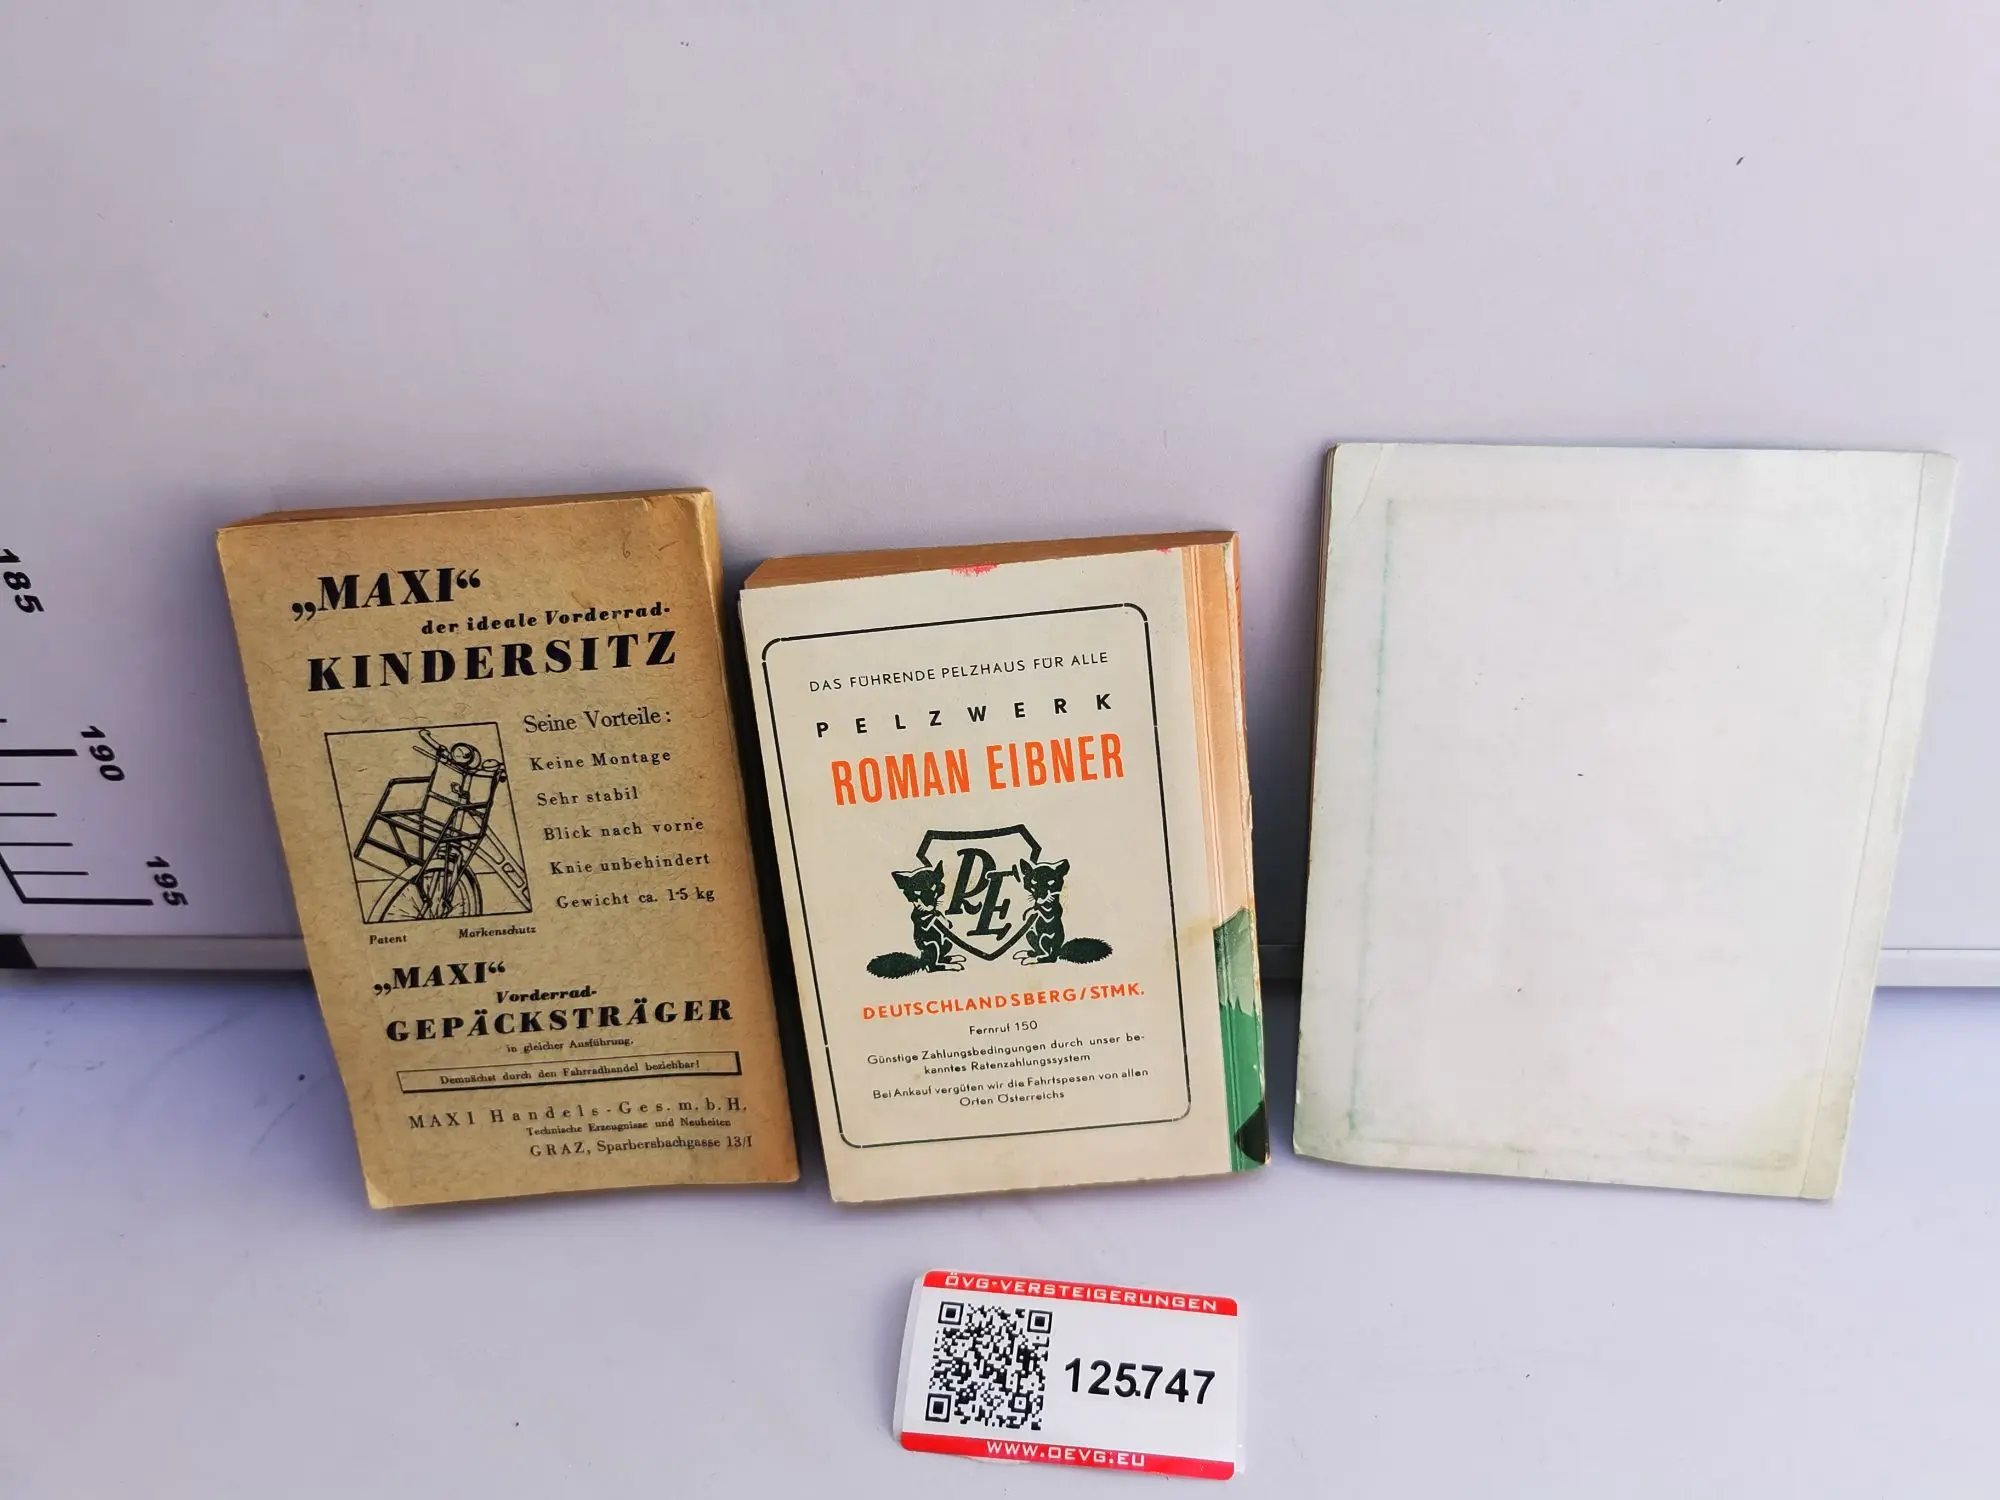 185
190
195
6
„MAXI“
der ideale Vorderrad-
KINDERSITZ
Seine Vorteile:
Keine Montage
Sehr stabil
Blick nach vorne
Knie unbehindert
Gewicht ca. 1·5 kg
Patent Markenschutz
„MAXI“
Vorderrad-
GEPÄCKSTRÄGER
in gleicher Ausführung.
Demnächst durch den Fahrradhandel beziehbar!
MAXI Handels-Ges. m. b. H.
Technische Erzeugnisse und Neuheiten
GRAZ, Sparbersbachgasse 13/I
DAS FÜHRENDE PELZHAUS FÜR ALLE
PELZWERK
ROMAN EIBNER
RE
DEUTSCHLANDSBERG/STMK.
Fernruf 150
Günstige Zahlungsbedingungen durch unser be-
kanntes Ratenzahlungssystem
Bei Ankauf vergüten wir die Fahrtspesen von allen
Orten Österreichs
ÖVG-VERSTEIGERUNGEN
125.747
WWW.OEVG.EU